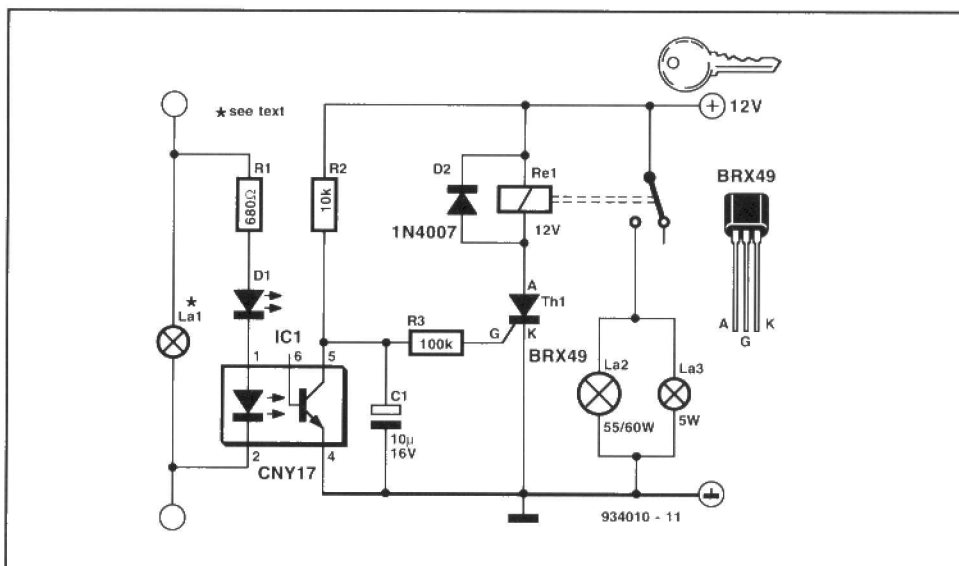 ★ see text
12V
R1
R2
D2
Re1
BRX49
680Ω
10k
1N4007
12V
D1
A
Th1
★
La1
IC1
R3
G
K
A
K
G
1
6
5
100k
BRX49
La2
La3
C1
10µ
16V
55/60W
5W
2
4
CNY17
934010 - 11